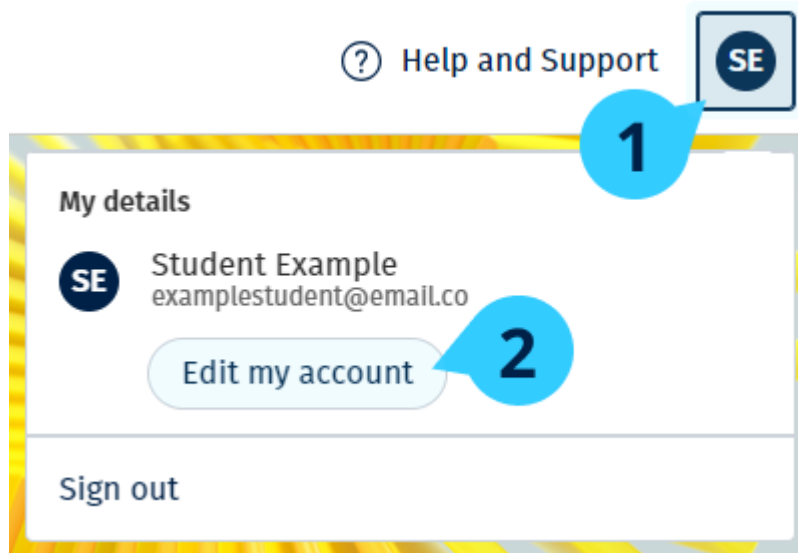 ? Help and Support SE
1
My details
SE Student Example
examplestudent@email.co
Edit my account 2
Sign out